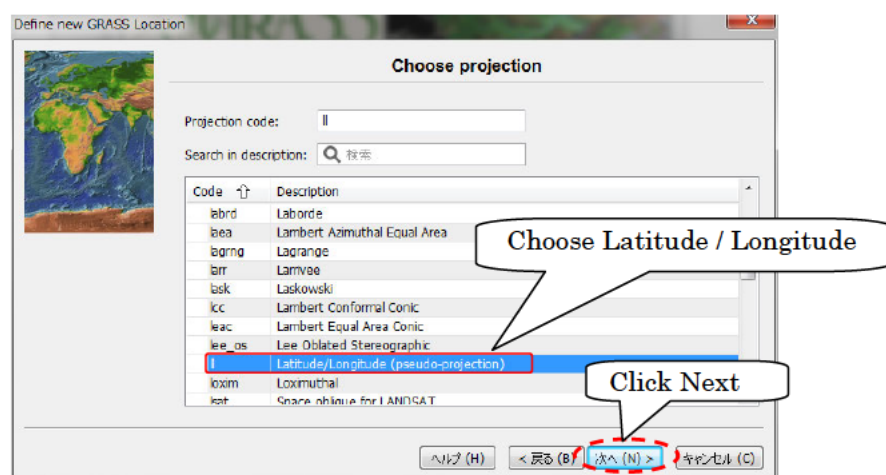 Define new GRASS Location
Choose projection
Projection code: ll
Search in description: 検索
Code Description
labrd Laborde
laea Lambert Azimuthal Equal Area
lagrng Lagrange
larr Larrivee
lask Laskowski
lcc Lambert Conformal Conic
leac Lambert Equal Area Conic
lee_os Lee Oblated Stereographic
ll Latitude/Longitude (pseudo-projection)
loxim Loximuthal
lsat Space oblique for LANDSAT
Choose Latitude / Longitude
Click Next
ヘルプ (H) < 戻る (B) 次へ (N) > キャンセル (C)